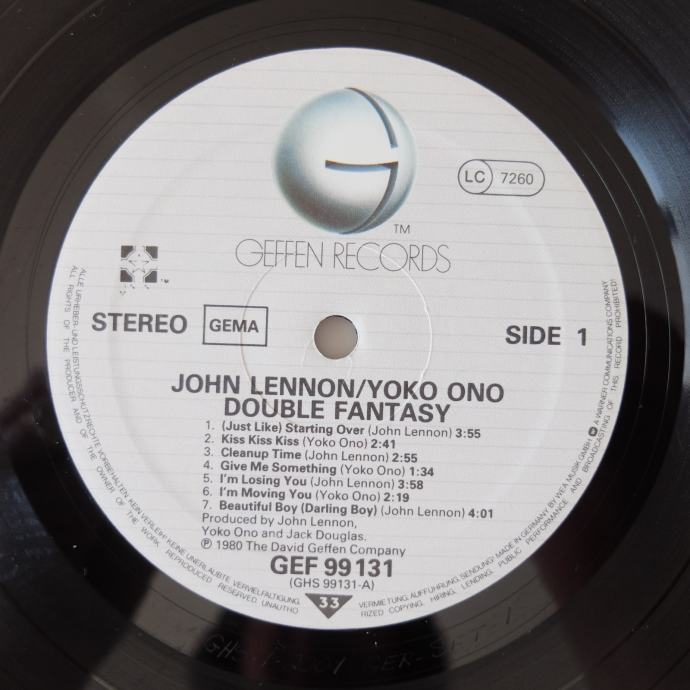 LC 7260
TM
GEFFEN RECORDS
STEREO GEMA SIDE 1
JOHN LENNON/YOKO ONO
DOUBLE FANTASY
1. (Just Like) Starting Over (John Lennon) 3:55
2. Kiss Kiss Kiss (Yoko Ono) 2:41
3. Cleanup Time (John Lennon) 2:55
4. Give Me Something (Yoko Ono) 1:34
5. I'm Losing You (John Lennon) 3:58
6. I'm Moving You (Yoko Ono) 2:19
7. Beautiful Boy (Darling Boy) (John Lennon) 4:01
Produced by John Lennon,
Yoko Ono and Jack Douglas.
℗ 1980 The David Geffen Company
GEF 99131
(GHS 99131-A)
33
ALLE URHEBER- UND LEISTUNGSSCHUTZRECHTE VORBEHALTEN. KEIN VERLEIH! KEINE UNERLAUBTE VERVIELFÄLTIGUNG, VERMIETUNG, AUFFÜHRUNG, SENDUNG! MADE IN GERMANY BY WEA MUSIK GMBH A WARNER COMMUNICATIONS COMPANY
ALL RIGHTS OF THE PRODUCER AND OF THE OWNER OF THE WORK REPRODUCED RESERVED. UNAUTHORIZED COPYING, HIRING, LENDING, PUBLIC PERFORMANCE AND BROADCASTING OF THIS RECORD PROHIBITED!